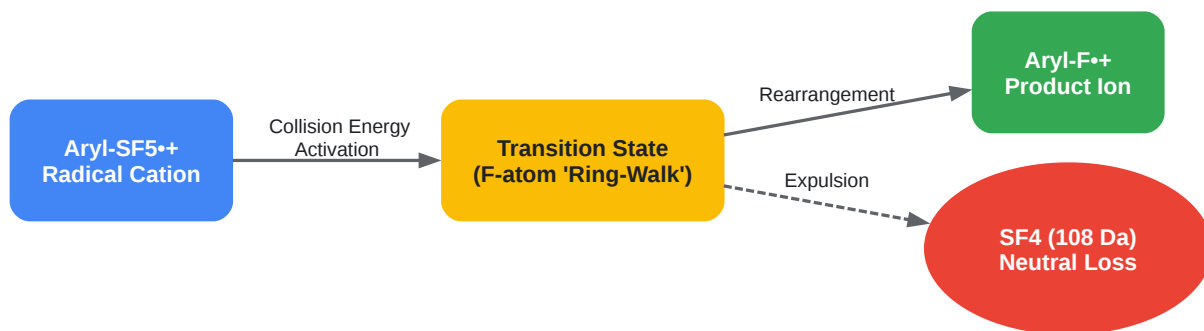 Aryl-SF5•+
Radical Cation
Collision Energy
Activation
Transition State
(F-atom 'Ring-Walk')
Rearrangement
Aryl-F•+
Product Ion
Expulsion
SF4 (108 Da)
Neutral Loss